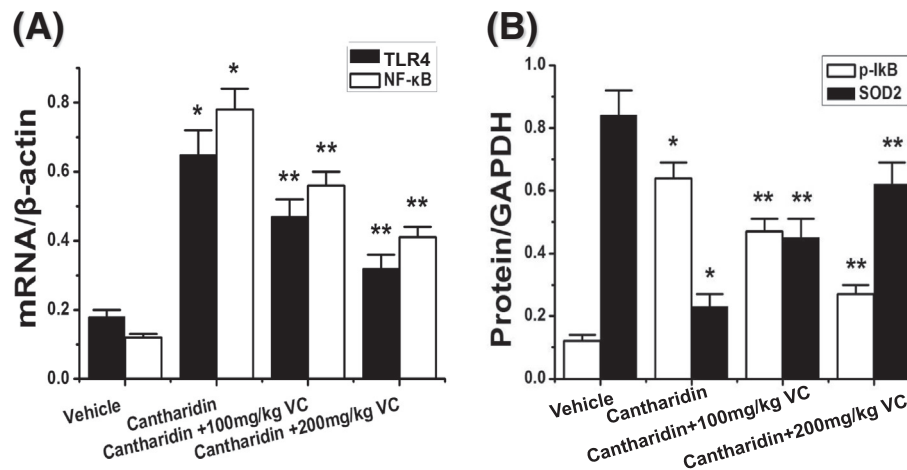 (A)
TLR4
NF-κB
mRNA/β-actin
0.8
0.6
0.4
0.2
0.0
*
*
**
**
**
**
Vehicle
Cantharidin
Cantharidin +100mg/kg VC
Cantharidin +200mg/kg VC
(B)
p-IkB
SOD2
Protein/GAPDH
1.0
0.8
0.6
0.4
0.2
0.0
*
*
**
**
**
**
Vehicle
Cantharidin
Cantharidin+100mg/kg VC
Cantharidin+200mg/kg VC